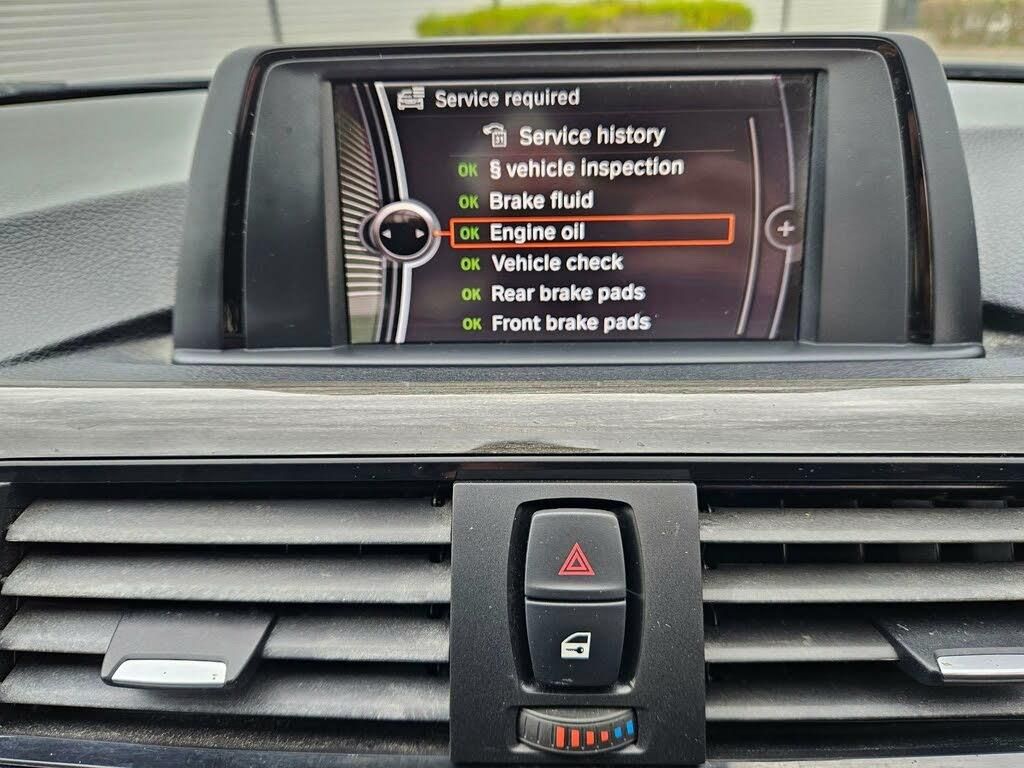 Service required
31 Service history
OK § vehicle inspection
OK Brake fluid
OK Engine oil
OK Vehicle check
OK Rear brake pads
OK Front brake pads